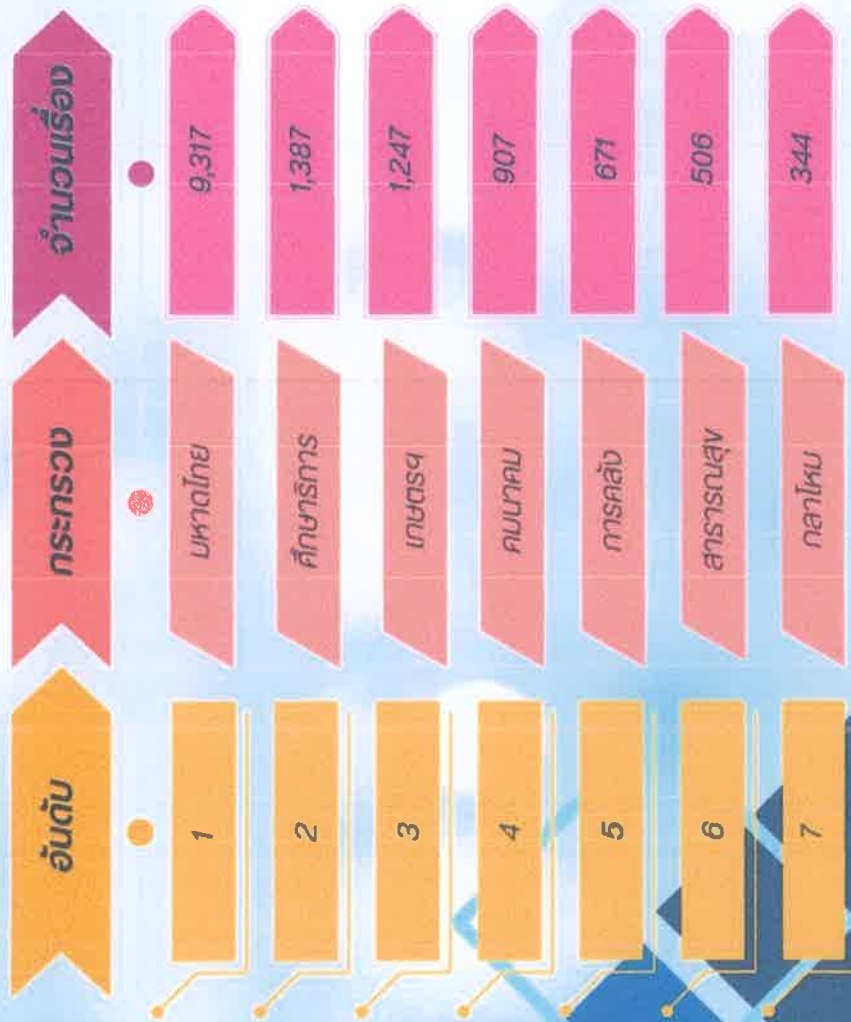 อันดับ กระทรวง จำนวนเรื่อง
1 มหาดไทย 9,317
2 ศึกษาธิการ 1,387
3 เกษตรฯ 1,247
4 คมนาคม 907
5 การคลัง 671
6 สาธารณสุข 506
7 กลาโหม 344